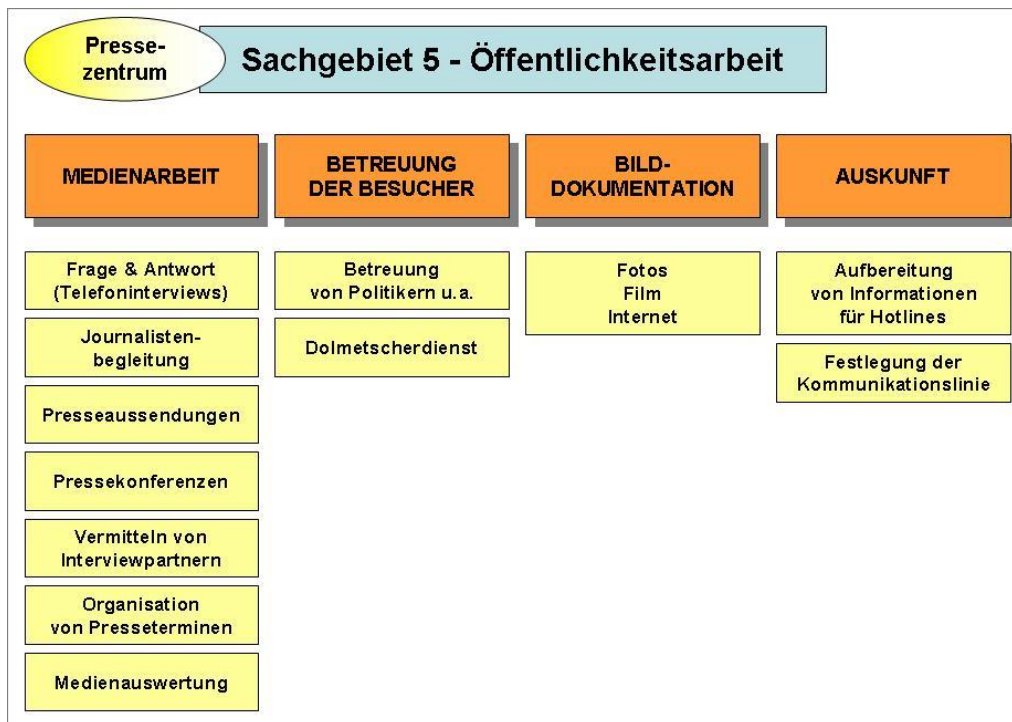 Presse-
zentrum
Sachgebiet 5 - Öffentlichkeitsarbeit
MEDIENARBEIT
Frage & Antwort
(Telefoninterviews)
Journalisten-
begleitung
Presseaussendungen
Pressekonferenzen
Vermitteln von
Interviewpartnern
Organisation
von Presseterminen
Medienauswertung
BETREUUNG
DER BESUCHER
Betreuung
von Politikern u.a.
Dolmetscherdienst
BILD-
DOKUMENTATION
Fotos
Film
Internet
AUSKUNFT
Aufbereitung
von Informationen
für Hotlines
Festlegung der
Kommunikationslinie